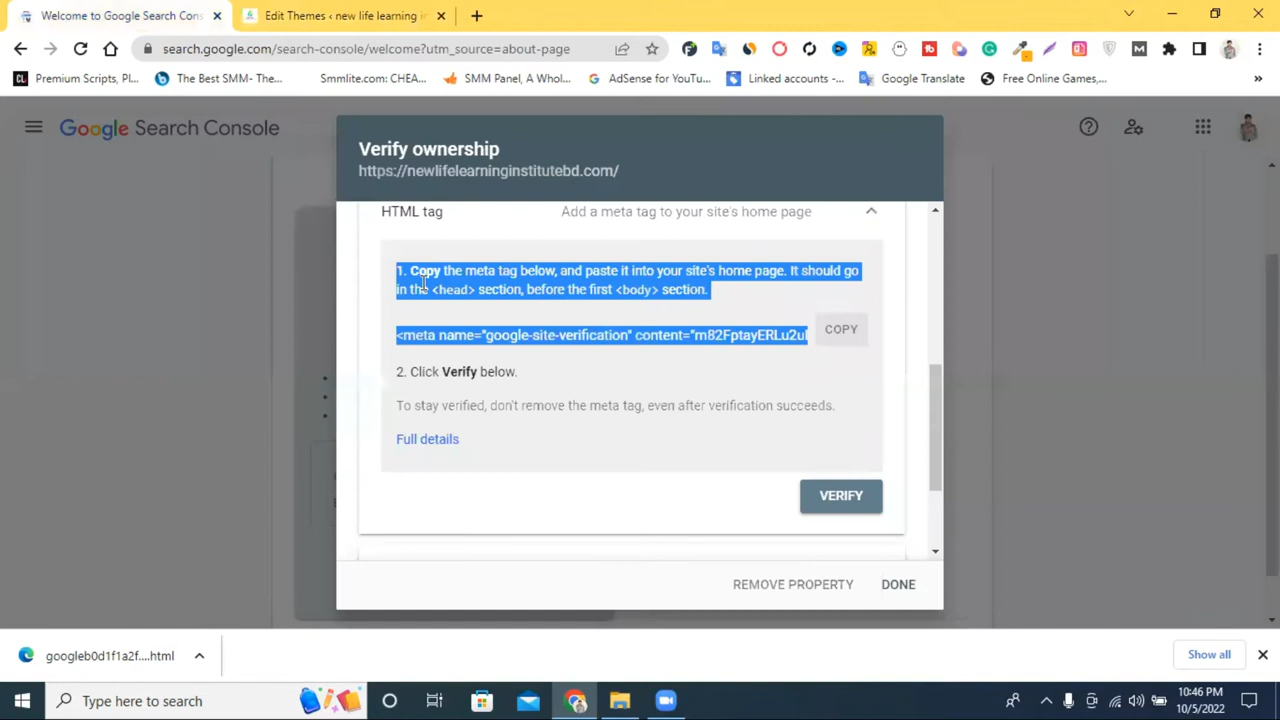 Welcome to Google Search Cons
Edit Themes ‹ new life learning in
search.google.com/search-console/welcome?utm_source=about-page
Premium Scripts, Pl...
The Best SMM- The...
Smmlite.com: CHEA...
SMM Panel, A Whol...
AdSense for YouTu...
Linked accounts -...
Google Translate
Free Online Games,...
Google Search Console
Verify ownership
https://newlifelearninginstitutebd.com/
HTML tag
Add a meta tag to your site's home page
1. Copy the meta tag below, and paste it into your site's home page. It should go
in the <head> section, before the first <body> section.
<meta name="google-site-verification" content="m82FptayERLu2ul
COPY
2. Click Verify below.
To stay verified, don't remove the meta tag, even after verification succeeds.
Full details
VERIFY
REMOVE PROPERTY
DONE
googleb0d1f1a2f....html
Show all
Type here to search
10:46 PM
10/5/2022